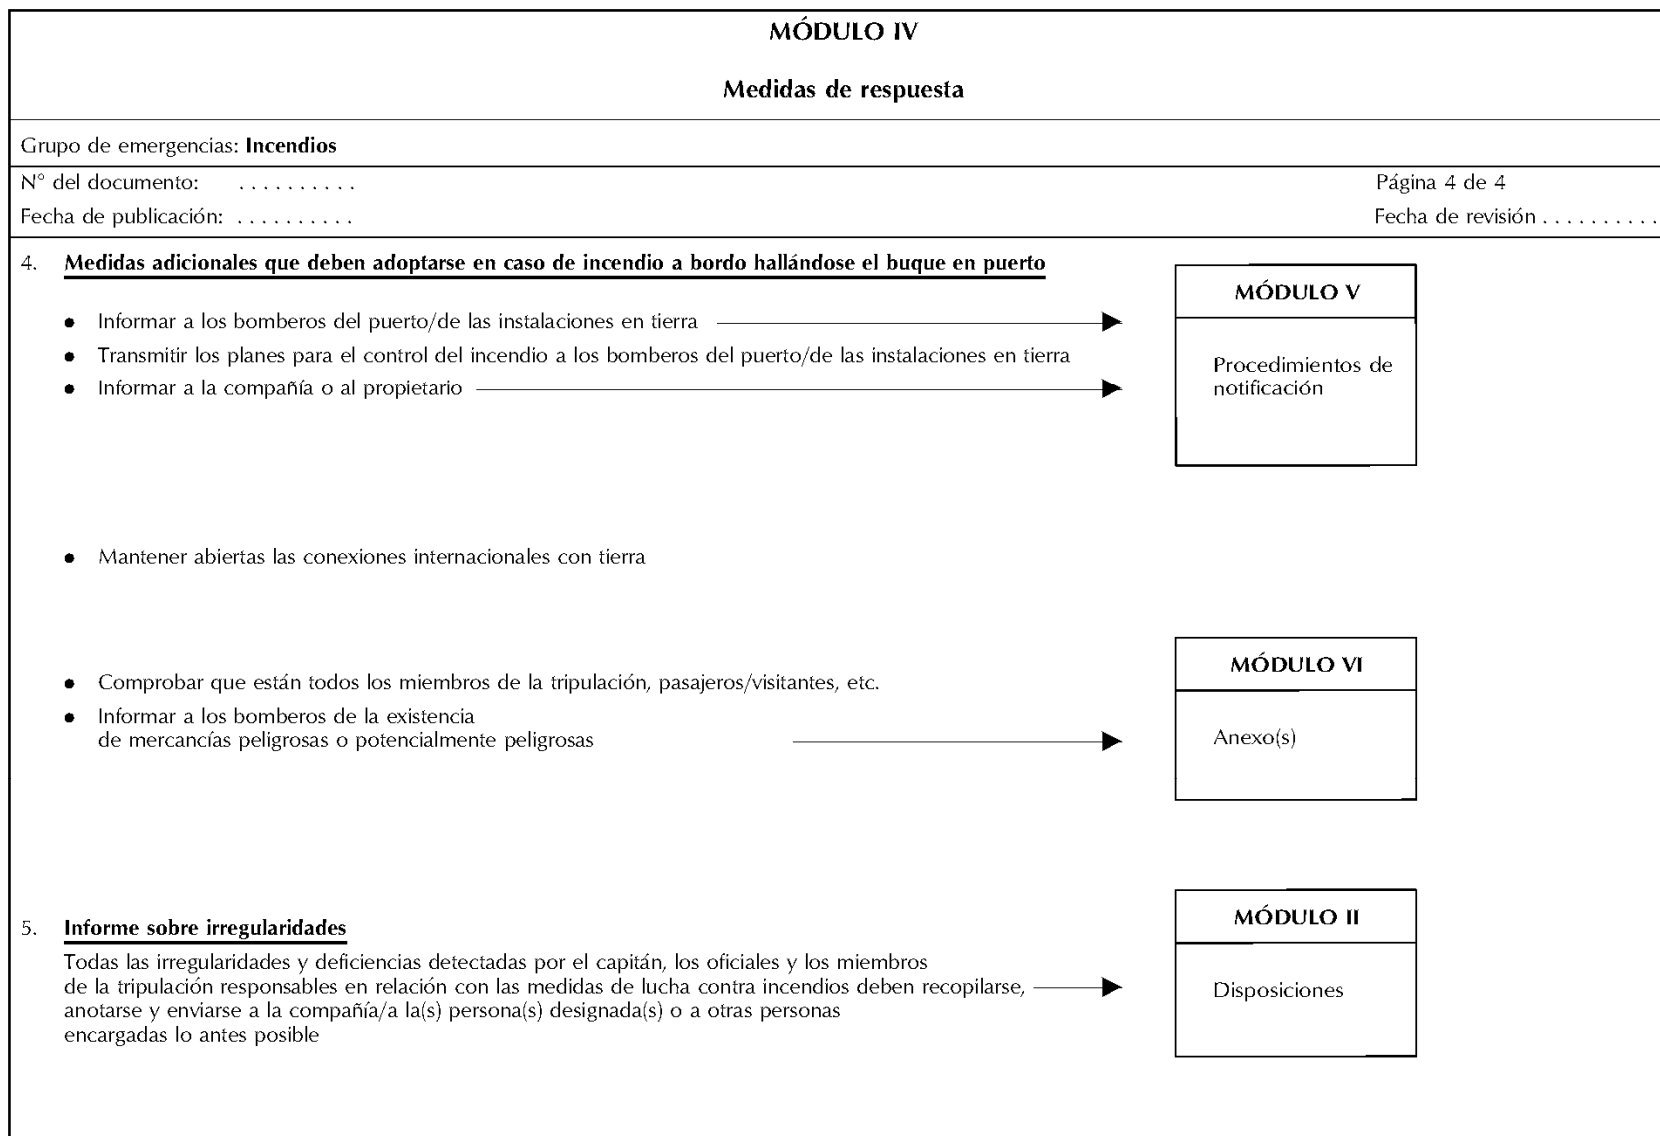 MÓDULO IV
Medidas de respuesta
Grupo de emergencias: Incendios
N° del documento: . . . . . . . . . .
Página 4 de 4
Fecha de publicación: . . . . . . . . . .
Fecha de revisión . . . . . . . . . .
4. Medidas adicionales que deben adoptarse en caso de incendio a bordo hallándose el buque en puerto
MÓDULO V
● Informar a los bomberos del puerto/de las instalaciones en tierra
● Transmitir los planes para el control del incendio a los bomberos del puerto/de las instalaciones en tierra
● Informar a la compañía o al propietario
Procedimientos de
notificación
● Mantener abiertas las conexiones internacionales con tierra
MÓDULO VI
● Comprobar que están todos los miembros de la tripulación, pasajeros/visitantes, etc.
● Informar a los bomberos de la existencia
de mercancías peligrosas o potencialmente peligrosas
Anexo(s)
MÓDULO II
5. Informe sobre irregularidades
Todas las irregularidades y deficiencias detectadas por el capitán, los oficiales y los miembros
de la tripulación responsables en relación con las medidas de lucha contra incendios deben recopilarse,
anotarse y enviarse a la compañía/a la(s) persona(s) designada(s) o a otras personas
encargadas lo antes posible
Disposiciones